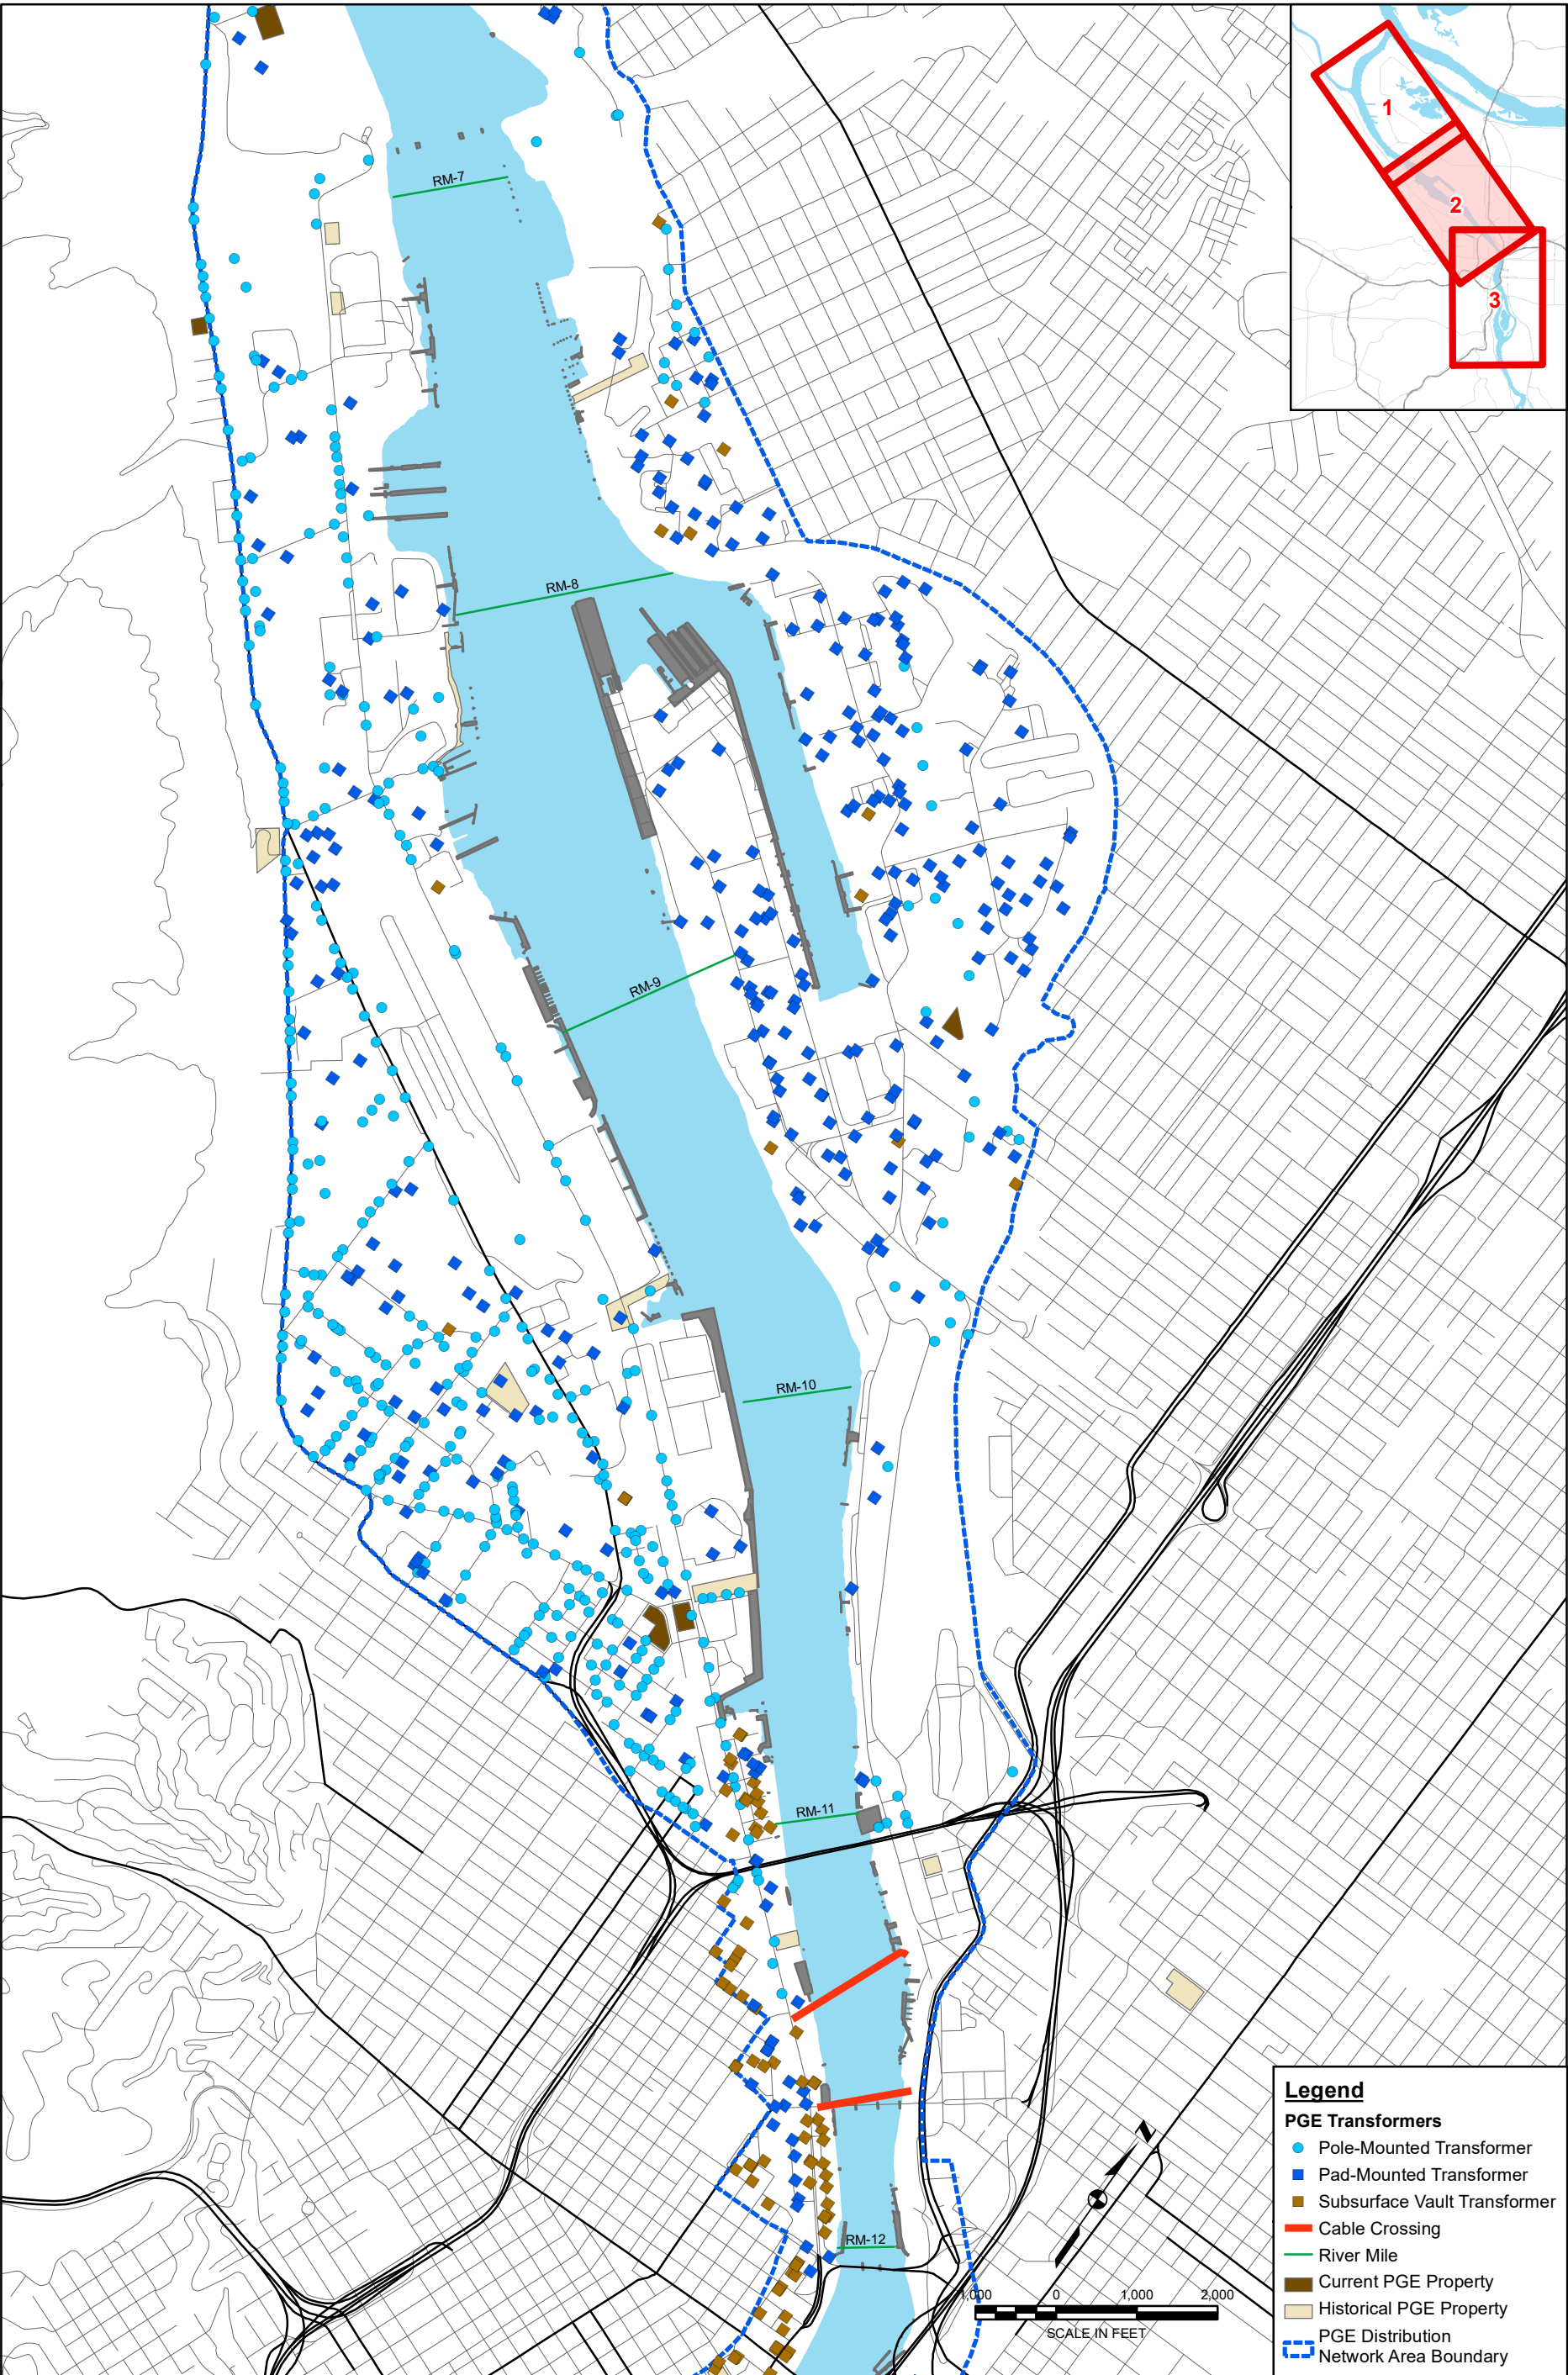 1
2
3
RM-7
RM-8
RM-9
RM-10
RM-11
RM-12
Legend
PGE Transformers
Pole-Mounted Transformer
Pad-Mounted Transformer
Subsurface Vault Transformer
Cable Crossing
River Mile
Current PGE Property
Historical PGE Property
PGE Distribution
Network Area Boundary
N
1,000 0 1,000 2,000
SCALE IN FEET